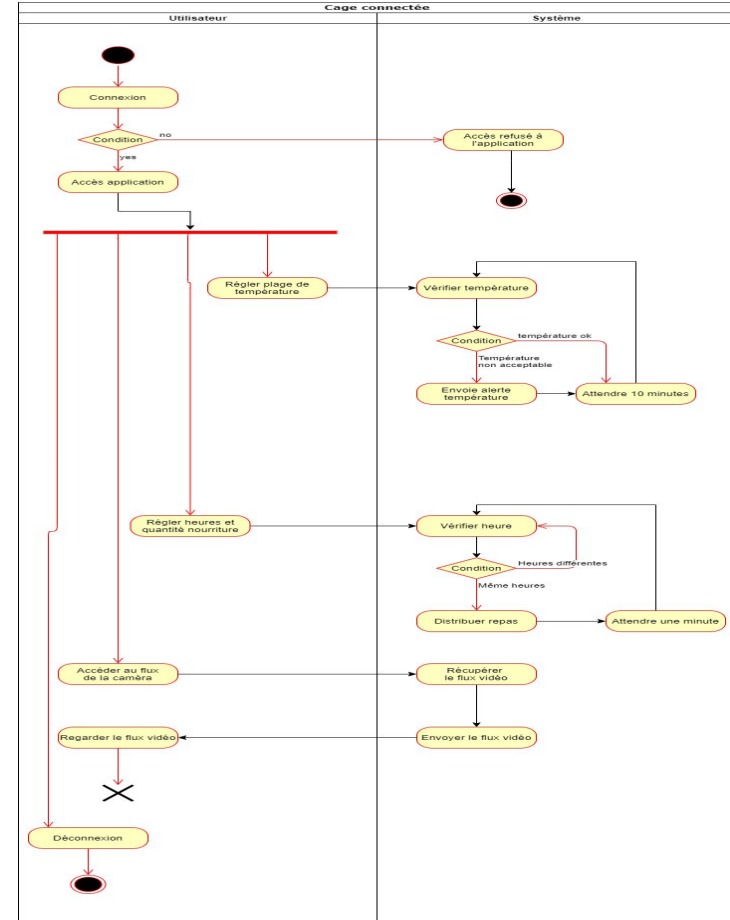 Cage connectée
Utilisateur
Système
Connexion
Condition
no
yes
Accès refusé à
l'application
Accès application
Régler plage de
température
Vérifier température
Condition
température ok
Température
non acceptable
Envoie alerte
température
Attendre 10 minutes
Régler heures et
quantité nourriture
Vérifier heure
Condition
Heures différentes
Même heures
Distribuer repas
Attendre une minute
Accéder au flux
de la caméra
Récupérer
le flux vidéo
Regarder le flux vidéo
Envoyer le flux vidéo
Déconnexion